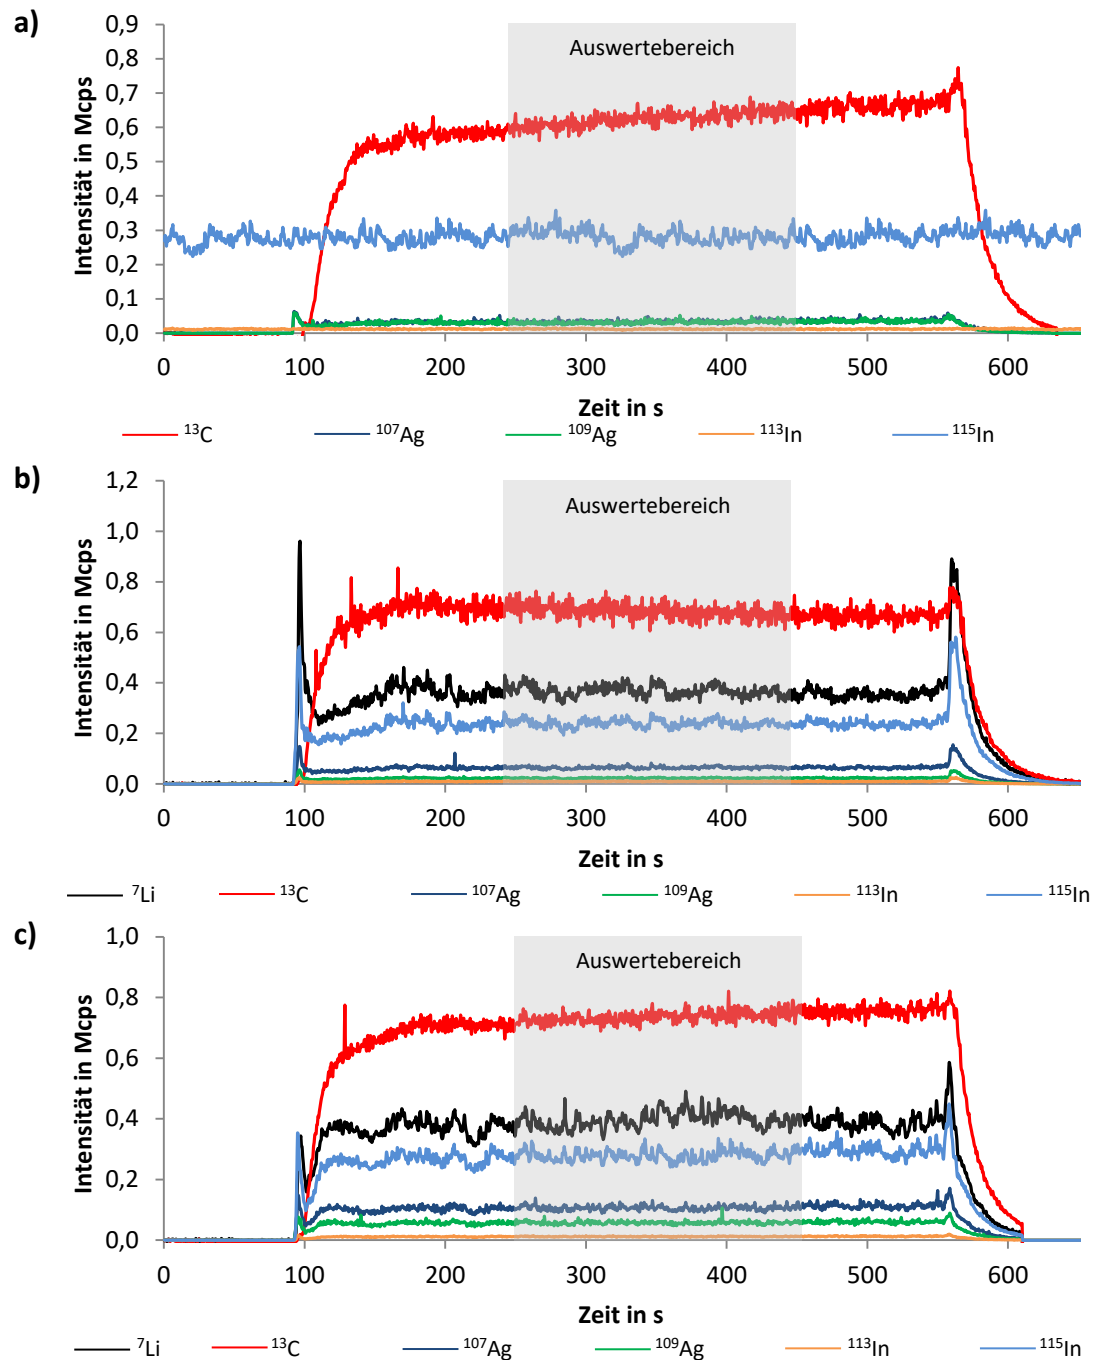 a)
Intensität in Mcps
0,9
0,8
0,7
0,6
0,5
0,4
0,3
0,2
0,1
0,0
Auswertebereich
0 100 200 300 400 500 600
Zeit in s
¹³C ¹⁰⁷Ag ¹⁰⁹Ag ¹¹³In ¹¹⁵In
b)
Intensität in Mcps
1,2
1,0
0,8
0,6
0,4
0,2
0,0
Auswertebereich
0 100 200 300 400 500 600
Zeit in s
⁷Li ¹³C ¹⁰⁷Ag ¹⁰⁹Ag ¹¹³In ¹¹⁵In
c)
Intensität in Mcps
1,0
0,8
0,6
0,4
0,2
0,0
Auswertebereich
0 100 200 300 400 500 600
Zeit in s
⁷Li ¹³C ¹⁰⁷Ag ¹⁰⁹Ag ¹¹³In ¹¹⁵In